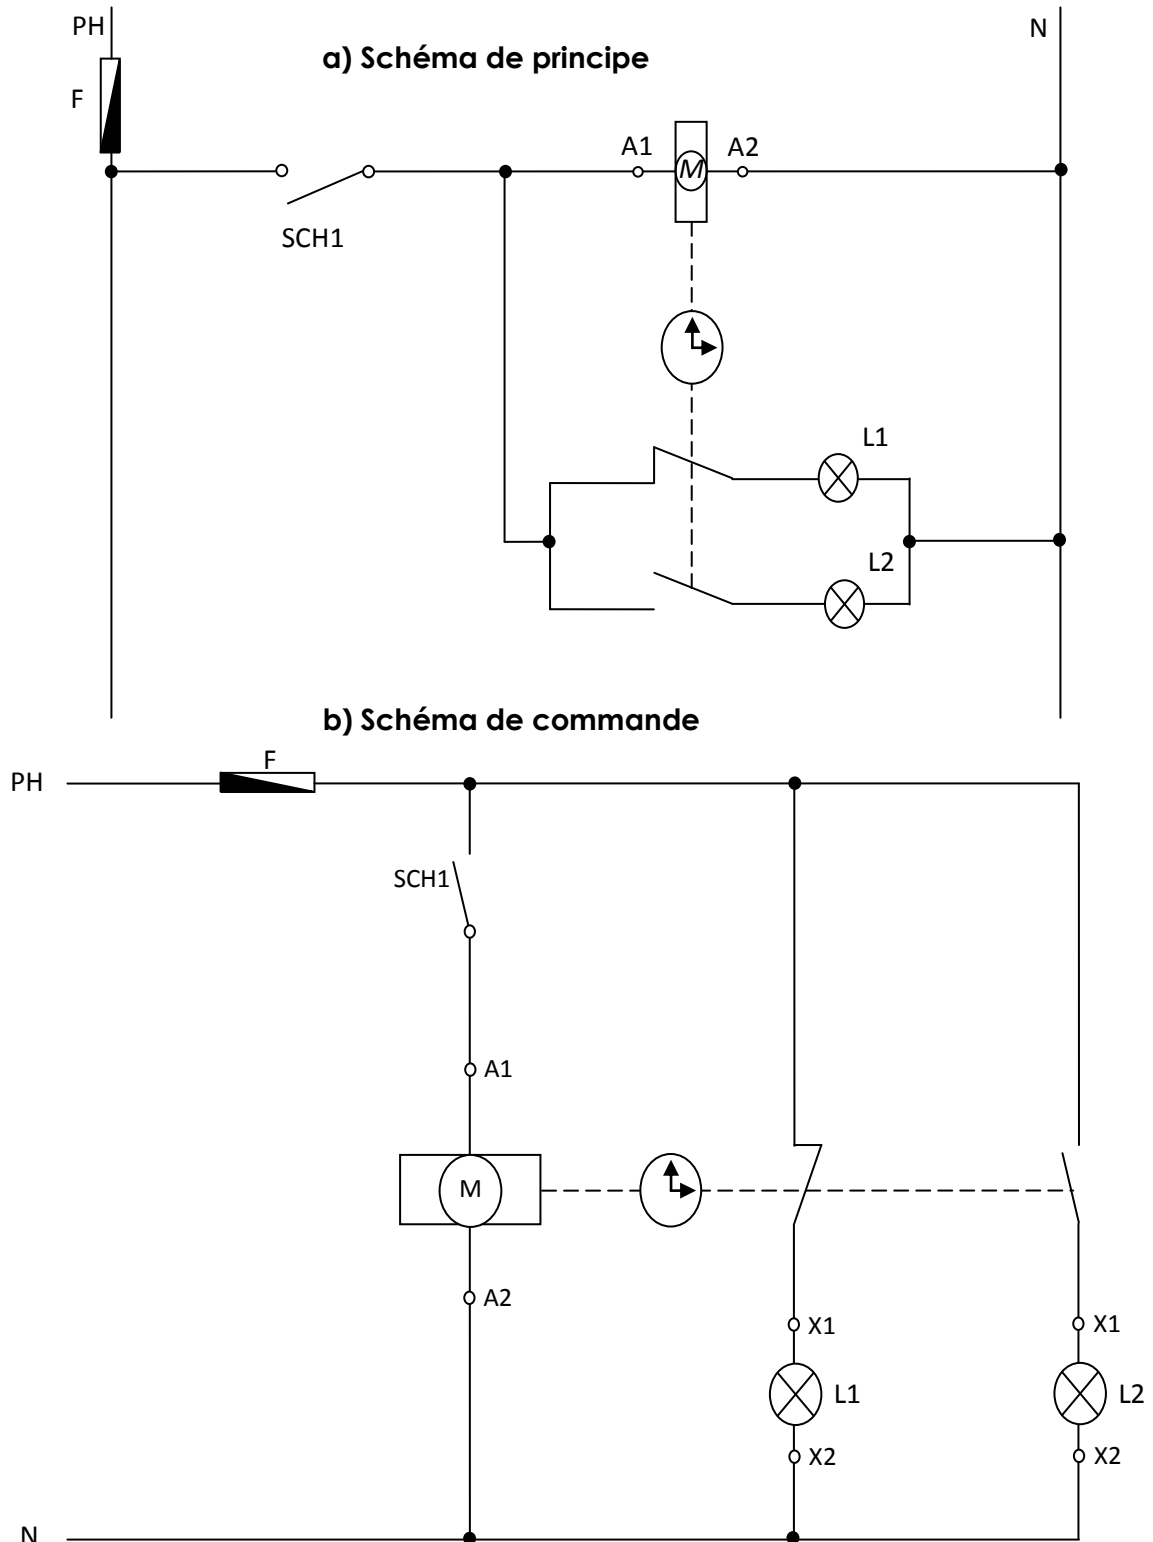 PH
N
a) Schéma de principe
F
A1
M
A2
SCH1
L1
L2
b) Schéma de commande
F
PH
SCH1
A1
M
A2
X1
X1
L1
L2
X2
X2
N